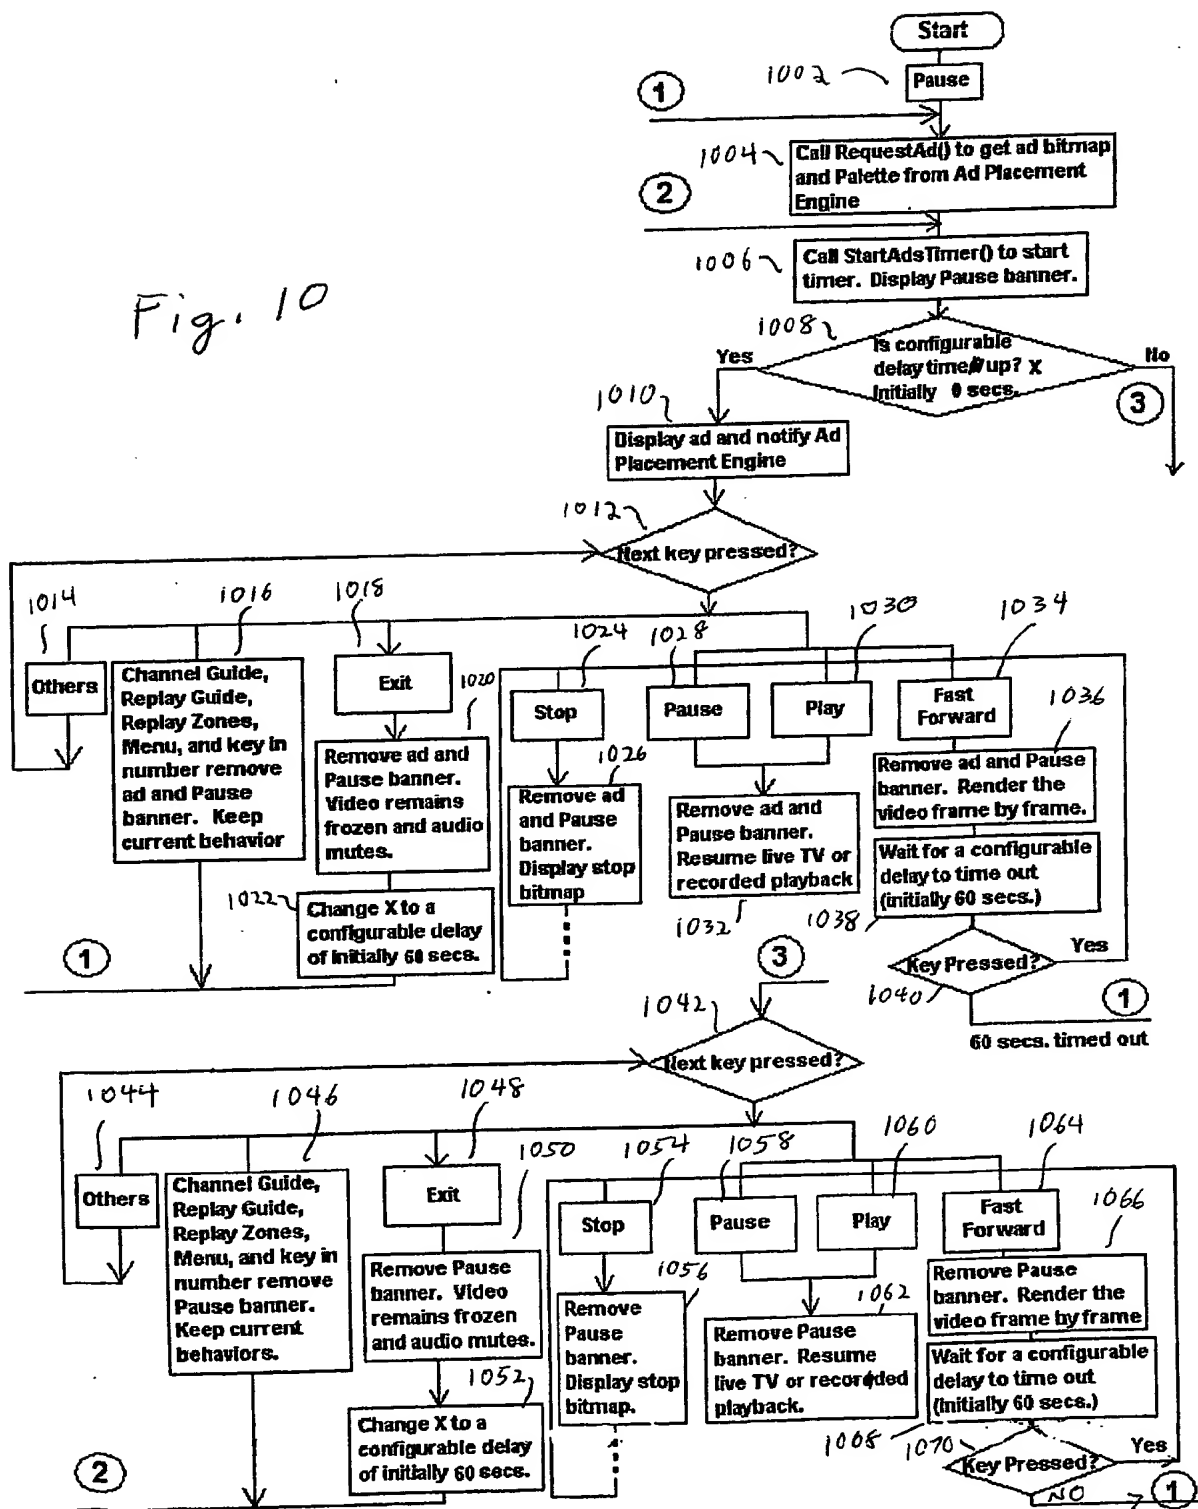 Start
1002
Pause
1
1004
Call RequestAd() to get ad bitmap
and Palette from Ad Placement
Engine
2
1006
Call StartAdsTimer() to start
timer. Display Pause banner.
Fig. 10
1008
Is configurable
delay time up? X
Initially 0 secs.
Yes
No
3
1010
Display ad and notify Ad
Placement Engine
1012
Next key pressed?
1014
Others
1016
Channel Guide,
Replay Guide,
Replay Zones,
Menu, and key in
number remove
ad and Pause
banner. Keep
current behavior
1018
Exit
1020
Remove ad and
Pause banner.
Video remains
frozen and audio
mutes.
1022
Change X to a
configurable delay
of initially 60 secs.
1
1024
Stop
1026
Remove ad
and Pause
banner.
Display stop
bitmap
1028
Pause
1030
Play
Remove ad and
Pause banner.
Resume live TV or
recorded playback
1032
1034
Fast
Forward
1036
Remove ad and Pause
banner. Render the
video frame by frame.
Wait for a configurable
delay to time out
(initially 60 secs.)
1038
Key Pressed?
Yes
1040
1
60 secs. timed out
3
1042
Next key pressed?
1044
Others
1046
Channel Guide,
Replay Guide,
Replay Zones,
Menu, and key in
number remove
Pause banner.
Keep current
behaviors.
1048
Exit
1050
Remove Pause
banner. Video
remains frozen
and audio mutes.
1052
Change X to a
configurable delay
of initially 60 secs.
2
1054
Stop
1056
Remove
Pause
banner.
Display stop
bitmap.
1058
Pause
1060
Play
1062
Remove Pause
banner. Resume
live TV or recorded
playback.
1064
Fast
Forward
1066
Remove Pause
banner. Render the
video frame by frame
Wait for a configurable
delay to time out
(Initially 60 secs.)
1068
1070
Key Pressed?
Yes
NO
1